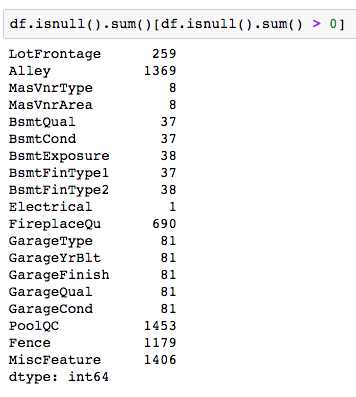 df.isnull().sum()[df.isnull().sum() > 0]
LotFrontage 259
Alley 1369
MasVnrType 8
MasVnrArea 8
BsmtQual 37
BsmtCond 37
BsmtExposure 38
BsmtFinType1 37
BsmtFinType2 38
Electrical 1
FireplaceQu 690
GarageType 81
GarageYrBlt 81
GarageFinish 81
GarageQual 81
GarageCond 81
PoolQC 1453
Fence 1179
MiscFeature 1406
dtype: int64